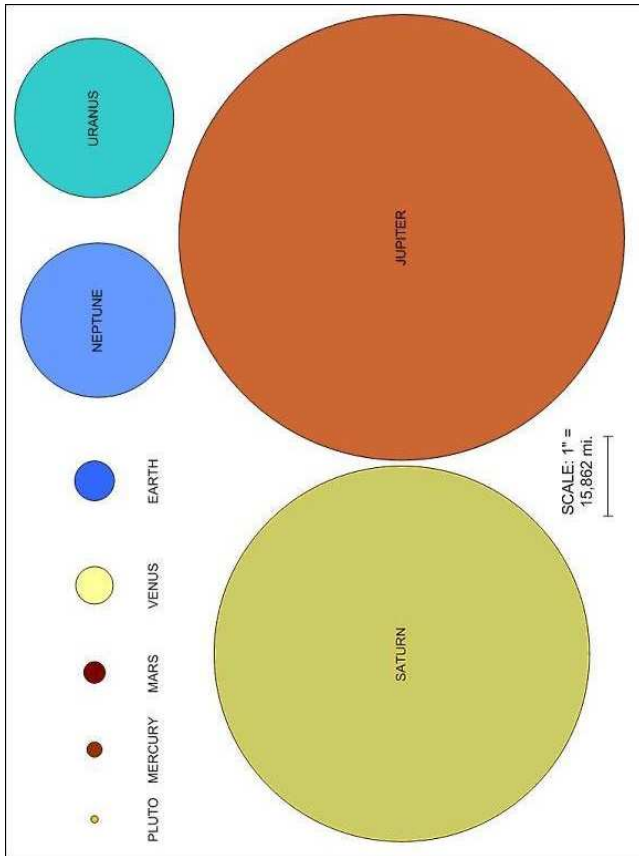 URANUS
NEPTUNE
EARTH
VENUS
MARS
MERCURY
PLUTO
JUPITER
SATURN
SCALE: 1" =
15,862 mi.